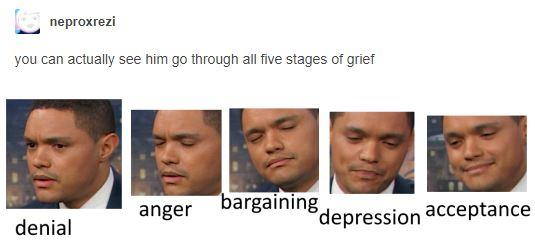 neproxrezi
you can actually see him go through all five stages of grief
denial
anger
bargaining
depression
acceptance